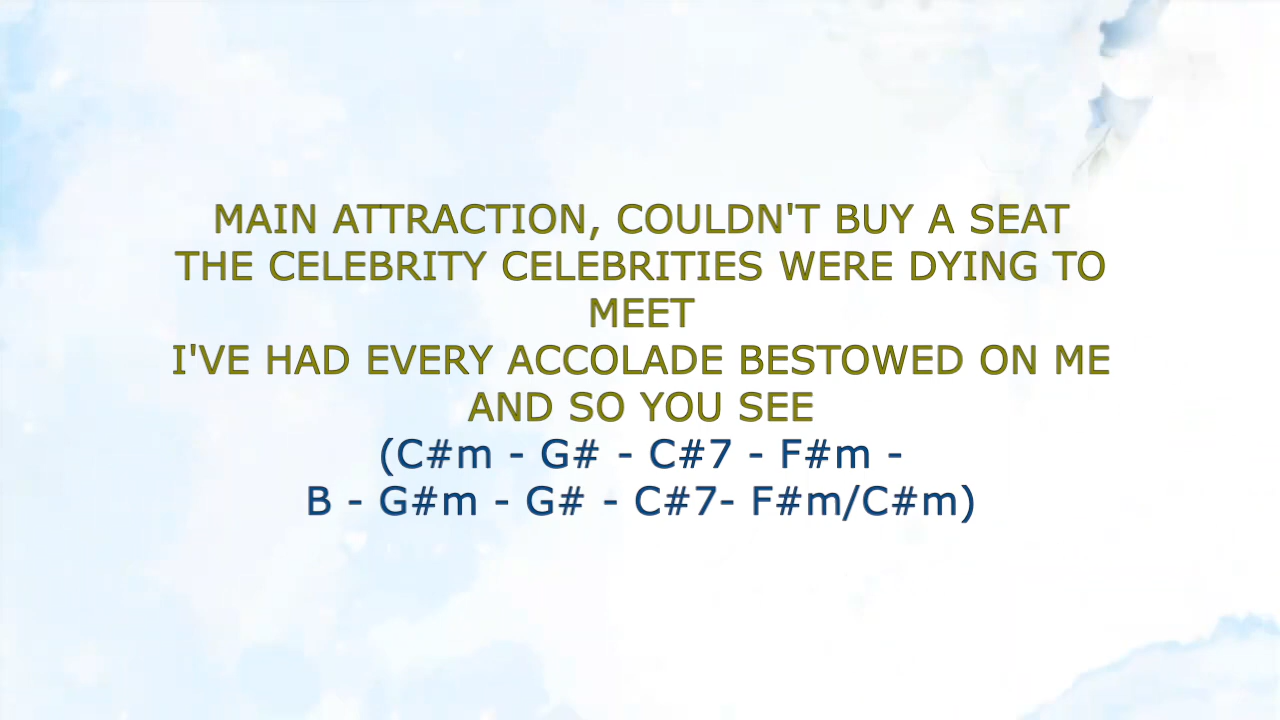 MAIN ATTRACTION, COULDN'T BUY A SEAT
THE CELEBRITY CELEBRITIES WERE DYING TO
MEET
I'VE HAD EVERY ACCOLADE BESTOWED ON ME
AND SO YOU SEE
(C#m - G# - C#7 - F#m -
B - G#m - G# - C#7- F#m/C#m)